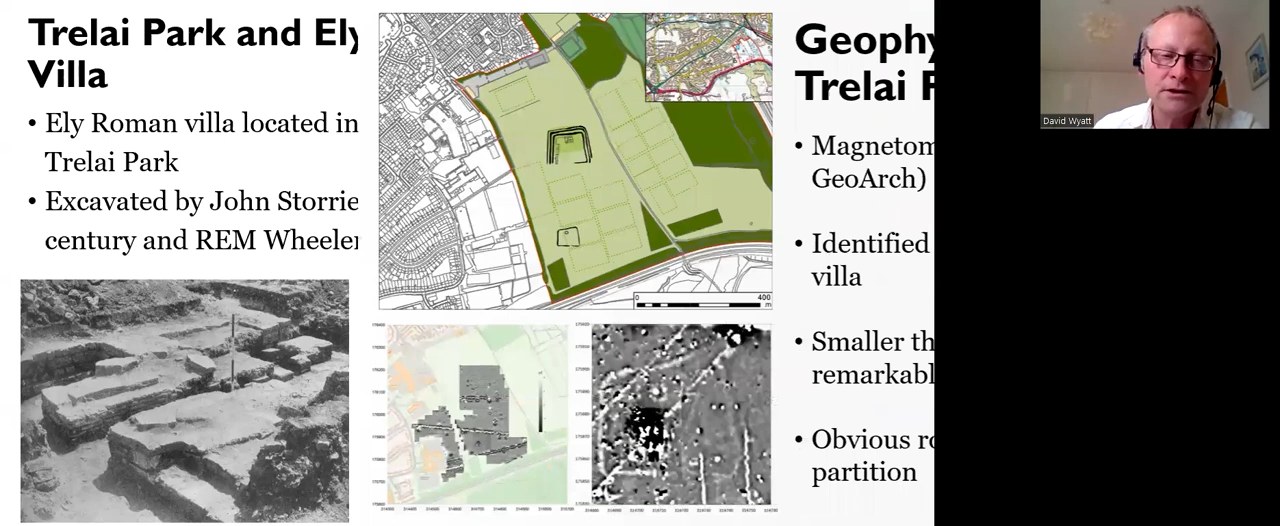 Trelai Park and Ely
Villa
• Ely Roman villa located in
Trelai Park
• Excavated by John Storrie
century and REM Wheeler
400
m
Geophy
Trelai P
• Magnetom
GeoArch)
• Identified
villa
• Smaller th
remarkabl
• Obvious ro
partition
David Wyatt